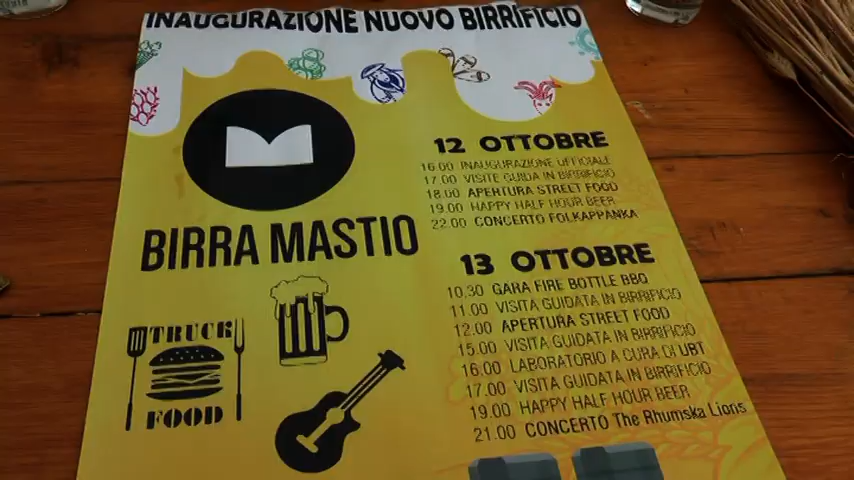 INAUGURAZIONE NUOVO BIRRIFICIO
BIRRA MASTIO
TRUCK
FOOD
12 OTTOBRE
16.00 INAUGURAZIONE UFFICIALE
17.00 VISITE GUIDA IN BIRRIFICIO
18.00 APERTURA STREET FOOD
19.00 HAPPY HALF HOUR BEER
22.00 CONCERTO FOLKAPPANKA
13 OTTOBRE
10.30 GARA FIRE BOTTLE BBQ
11.00 VISITA GUIDATA IN BIRRIFICIO
12.00 APERTURA STREET FOOD
15.00 VISITA GUIDATA IN BIRRIFICIO
16.00 LABORATORIO A CURA DI UBT
17.00 VISITA GUIDATA IN BIRRIFICIO
19.00 HAPPY HALF HOUR BEER
21.00 CONCERTO The Rhumska Lions